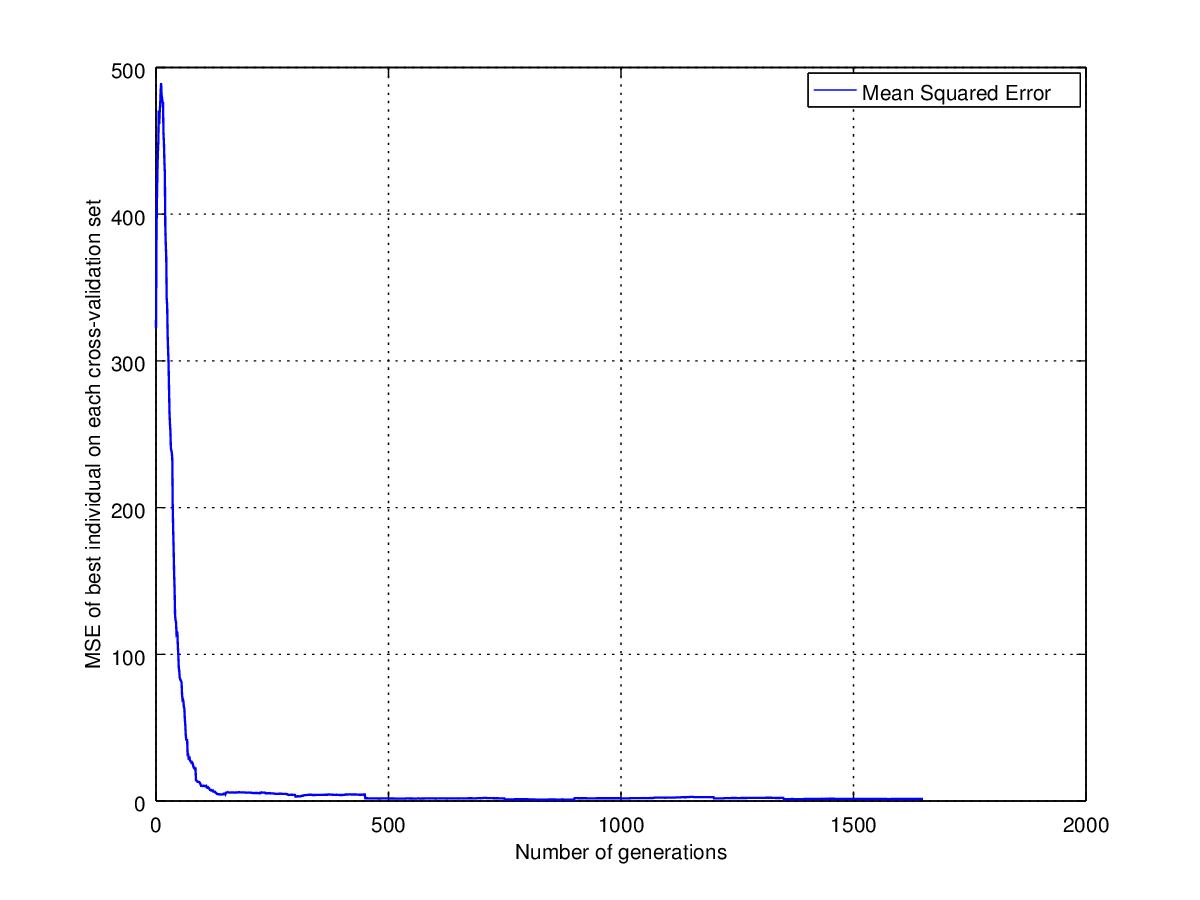 Mean Squared Error
MSE of best individual on each cross-validation set
500
400
300
200
100
0
0 500 1000 1500 2000
Number of generations